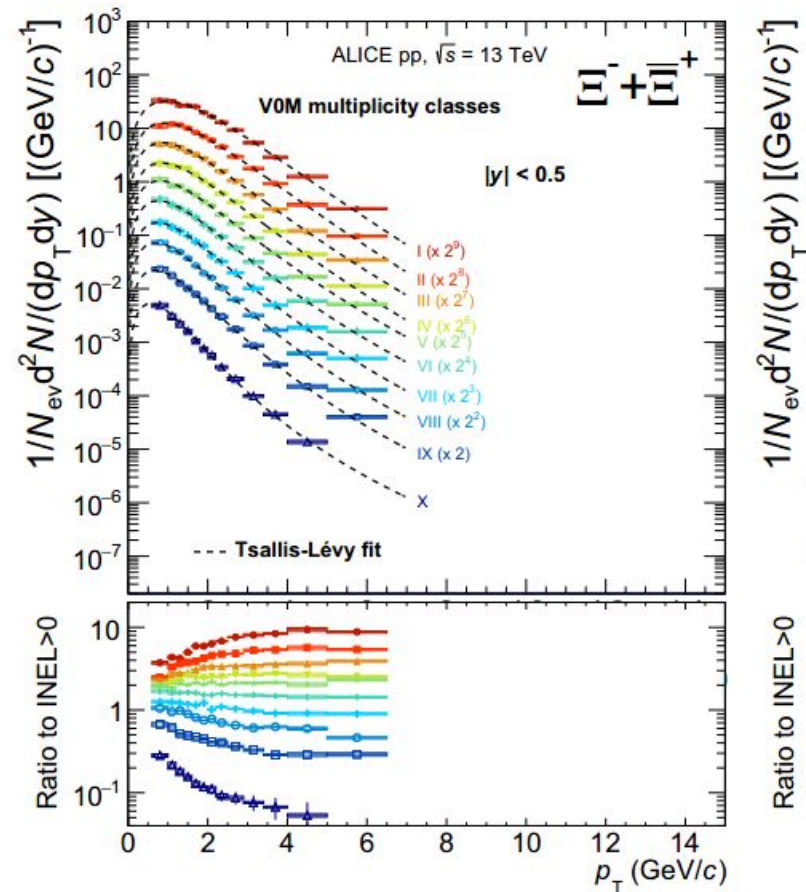 1/N_ev d²N/(dp_T dy) [(GeV/c)⁻¹]
10³
10²
10
1
10⁻¹
10⁻²
10⁻³
10⁻⁴
10⁻⁵
10⁻⁶
10⁻⁷
ALICE pp, √s = 13 TeV
Ξ⁻+Ξ̅⁺
V0M multiplicity classes
|y| < 0.5
I (x 2⁹)
II (x 2⁸)
III (x 2⁷)
IV (x 2⁶)
V (x 2⁵)
VI (x 2⁴)
VII (x 2³)
VIII (x 2²)
IX (x 2)
X
Tsallis-Lévy fit
1/N_ev d²N/(dp_T dy) [(GeV/c)⁻¹]
Ratio to INEL>0
10
1
10⁻¹
0 2 4 6 8 10 12 14
p_T (GeV/c)
Ratio to INEL>0